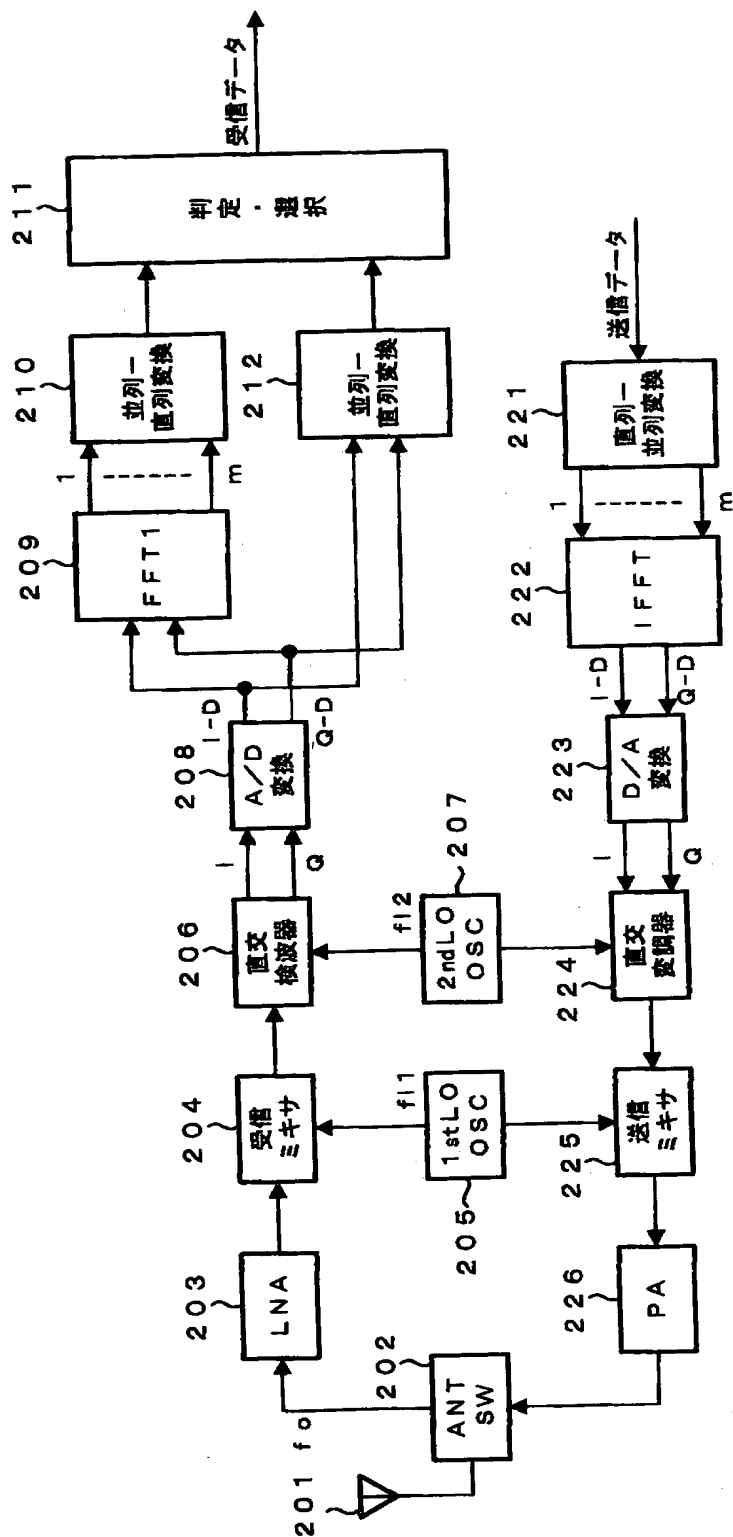 201
fo
202
ANT
SW
203
LNA
204
受信
ミキサ
fl1
205
1stLO
OSC
206
直交
検波器
fl2
207
2ndLO
OSC
I
Q
208
A/D
変換
I-D
Q-D
209
FFT1
1
m
210
並列ー
直列変換
212
並列ー
直列変換
211
判定・選択
受信データ
送信データ
221
直列ー
並列変換
1
m
222
IFFT
I-D
Q-D
223
D/A
変換
I
Q
224
直交
変調器
225
送信
ミキサ
226
PA